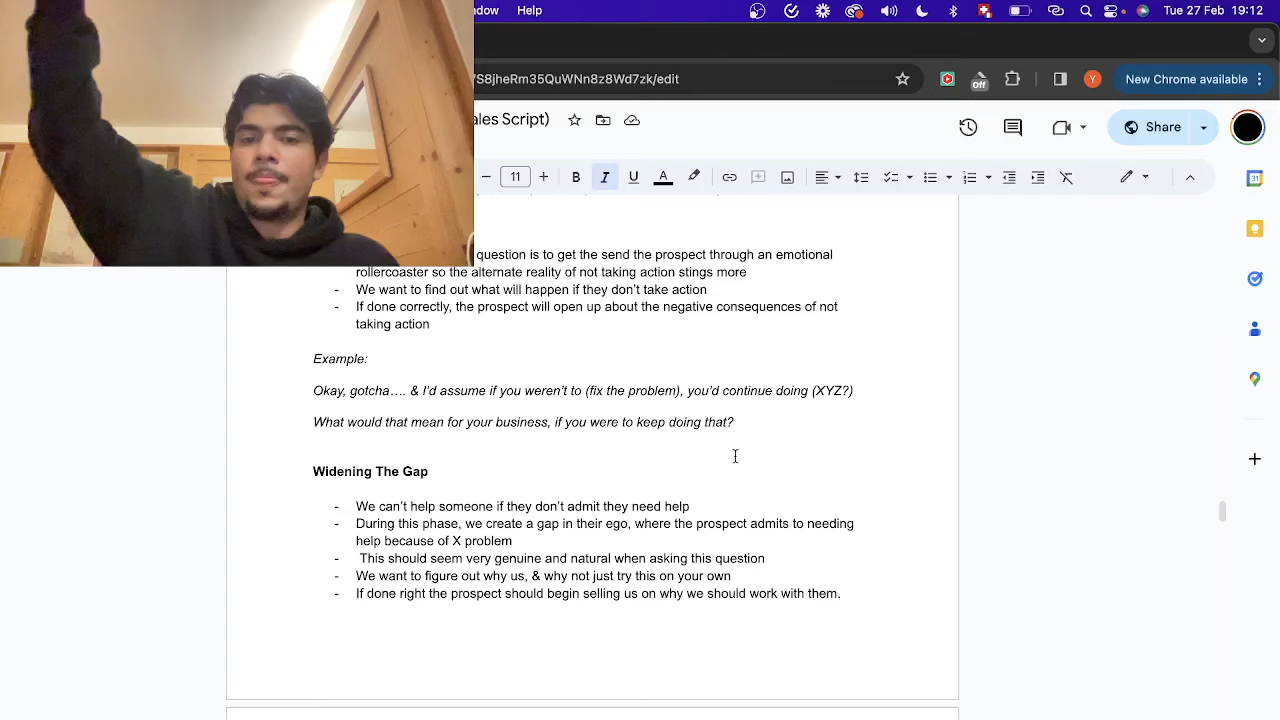 ndow Help Tue 27 Feb 19:12
/S8jheRm35QuWNn8z8Wd7zk/edit Off Y New Chrome available
ales Script) Share
11 B I U A
31
question is to get the send the prospect through an emotional
rollercoaster so the alternate reality of not taking action stings more
- We want to find out what will happen if they don’t take action
- If done correctly, the prospect will open up about the negative consequences of not
taking action
Example:
Okay, gotcha…. & I’d assume if you weren’t to (fix the problem), you’d continue doing (XYZ?)
What would that mean for your business, if you were to keep doing that?
Widening The Gap
- We can’t help someone if they don’t admit they need help
- During this phase, we create a gap in their ego, where the prospect admits to needing
help because of X problem
- This should seem very genuine and natural when asking this question
- We want to figure out why us, & why not just try this on your own
- If done right the prospect should begin selling us on why we should work with them.